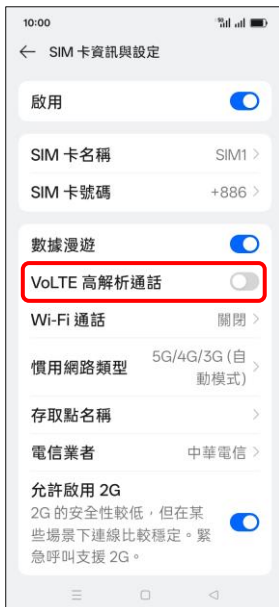 10:00
← SIM 卡資訊與設定
啟用
SIM 卡名稱 SIM1 >
SIM 卡號碼 +886 >
數據漫遊
VoLTE 高解析通話
Wi-Fi 通話 關閉 >
慣用網路類型 5G/4G/3G (自
動模式) >
存取點名稱 >
電信業者 中華電信 >
允許啟用 2G
2G 的安全性較低,但在某
些場景下連線比較穩定。緊
急呼叫支援 2G。